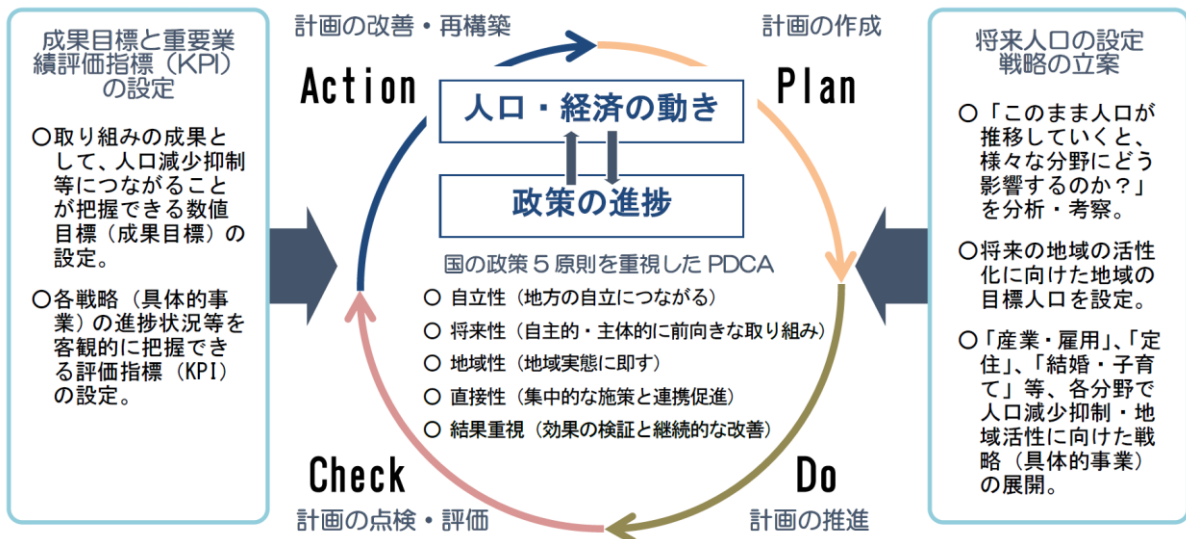 成果目標と重要業
績評価指標（KPI）
の設定
〇取り組みの成果と
して、人口減少抑制
等につながること
が把握できる数値
目標（成果目標）の
設定。
〇各戦略（具体的事
業）の進捗状況等を
客観的に把握でき
る評価指標（KPI）
の設定。
計画の改善・再構築
Action
計画の作成
Plan
人口・経済の動き
政策の進捗
国の政策５原則を重視した PDCA
〇 自立性（地方の自立につながる）
〇 将来性（自主的・主体的に前向きな取り組み）
〇 地域性（地域実態に即す）
〇 直接性（集中的な施策と連携促進）
〇 結果重視（効果の検証と継続的な改善）
Check
計画の点検・評価
Do
計画の推進
将来人口の設定
戦略の立案
〇「このまま人口が
推移していくと、
様々な分野にどう
影響するのか？」
を分析・考察。
〇将来の地域の活性
化に向けた地域の
目標人口を設定。
〇「産業・雇用」、「定
住」、「結婚・子育
て」等、各分野で
人口減少抑制・地
域活性に向けた戦
略（具体的事業）
の展開。